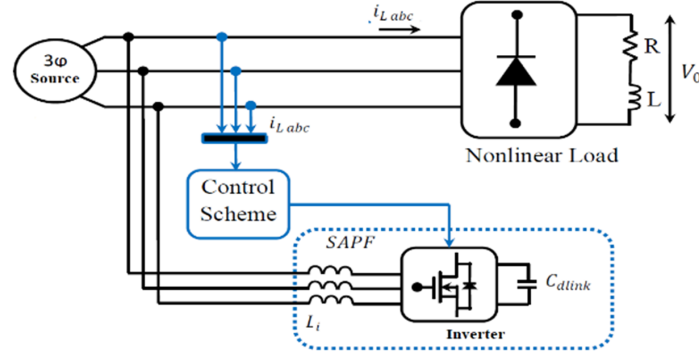 i_L abc
3φ
Source
R
L
V_0
i_L abc
Nonlinear Load
Control
Scheme
SAPF
C_dlink
L_i
Inverter